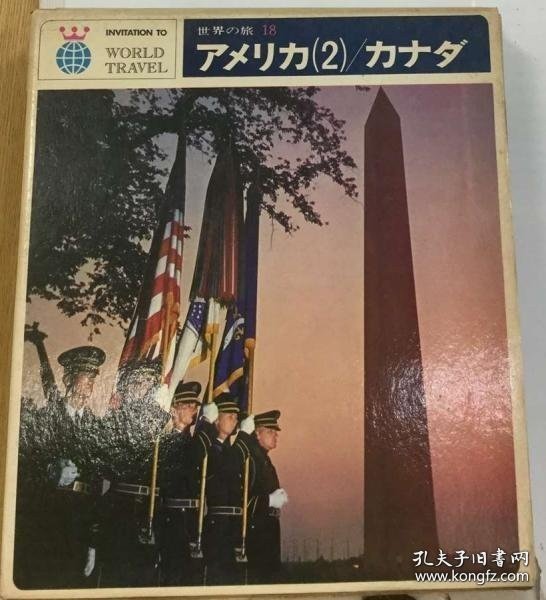 INVITATION TO
WORLD
TRAVEL
世界の旅 18
アメリカ(2)/カナダ
孔夫子旧書网
www.kongfz.com